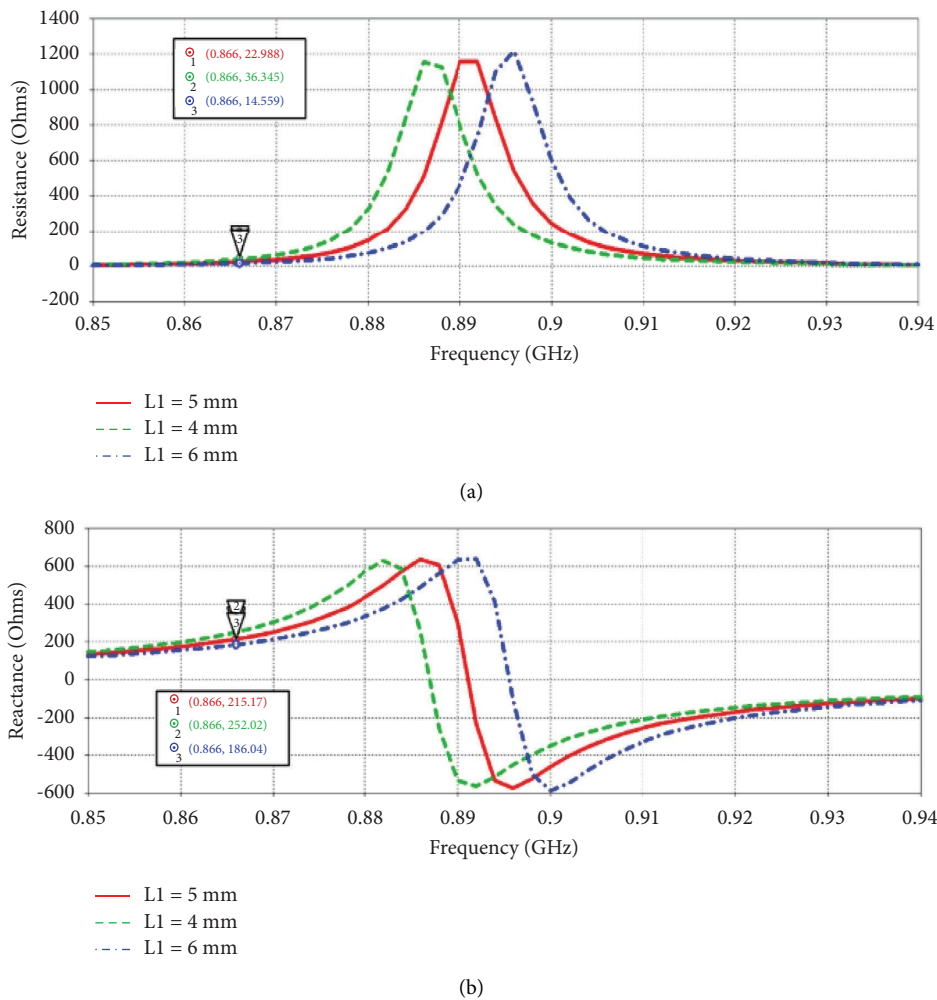 1400
1200
1000
800
600
400
200
0
-200
Resistance (Ohms)
1 (0.866, 22.988)
2 (0.866, 36.345)
3 (0.866, 14.559)
3
0.85 0.86 0.87 0.88 0.89 0.9 0.91 0.92 0.93 0.94
Frequency (GHz)
L1 = 5 mm
L1 = 4 mm
L1 = 6 mm
(a)
800
600
400
200
0
-200
-400
-600
Reactance (Ohms)
2
3
1 (0.866, 215.17)
2 (0.866, 252.02)
3 (0.866, 186.04)
0.85 0.86 0.87 0.88 0.89 0.9 0.91 0.92 0.93 0.94
Frequency (GHz)
L1 = 5 mm
L1 = 4 mm
L1 = 6 mm
(b)